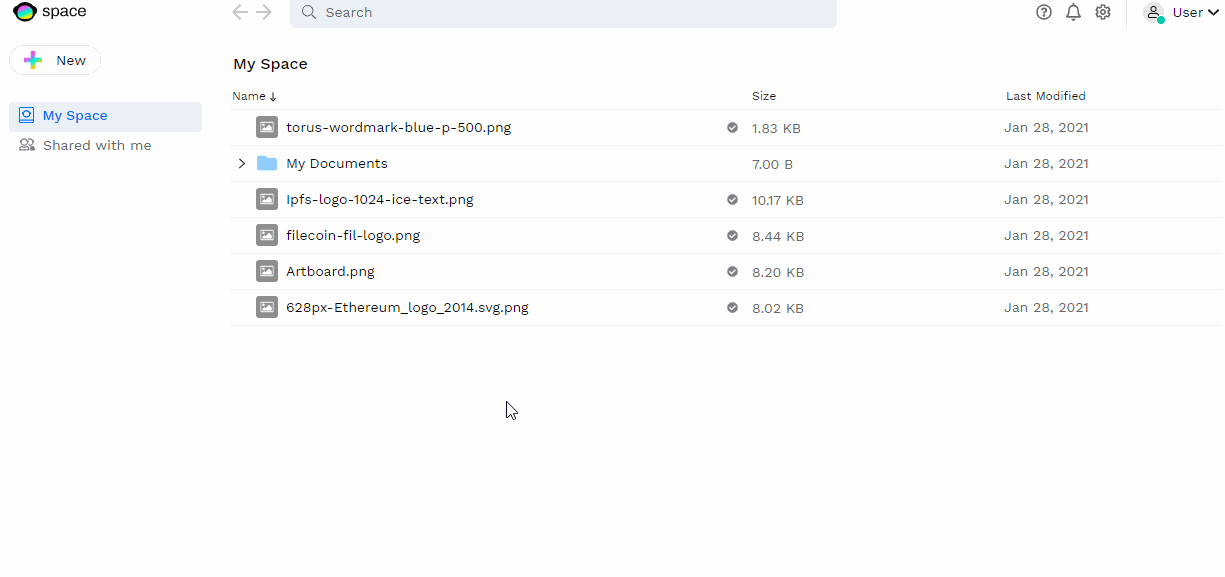 space
Search
User
New
My Space
Shared with me
My Space
Name Size Last Modified
torus-wordmark-blue-p-500.png 1.83 KB Jan 28, 2021
My Documents 7.00 B Jan 28, 2021
Ipfs-logo-1024-ice-text.png 10.17 KB Jan 28, 2021
filecoin-fil-logo.png 8.44 KB Jan 28, 2021
Artboard.png 8.20 KB Jan 28, 2021
628px-Ethereum_logo_2014.svg.png 8.02 KB Jan 28, 2021